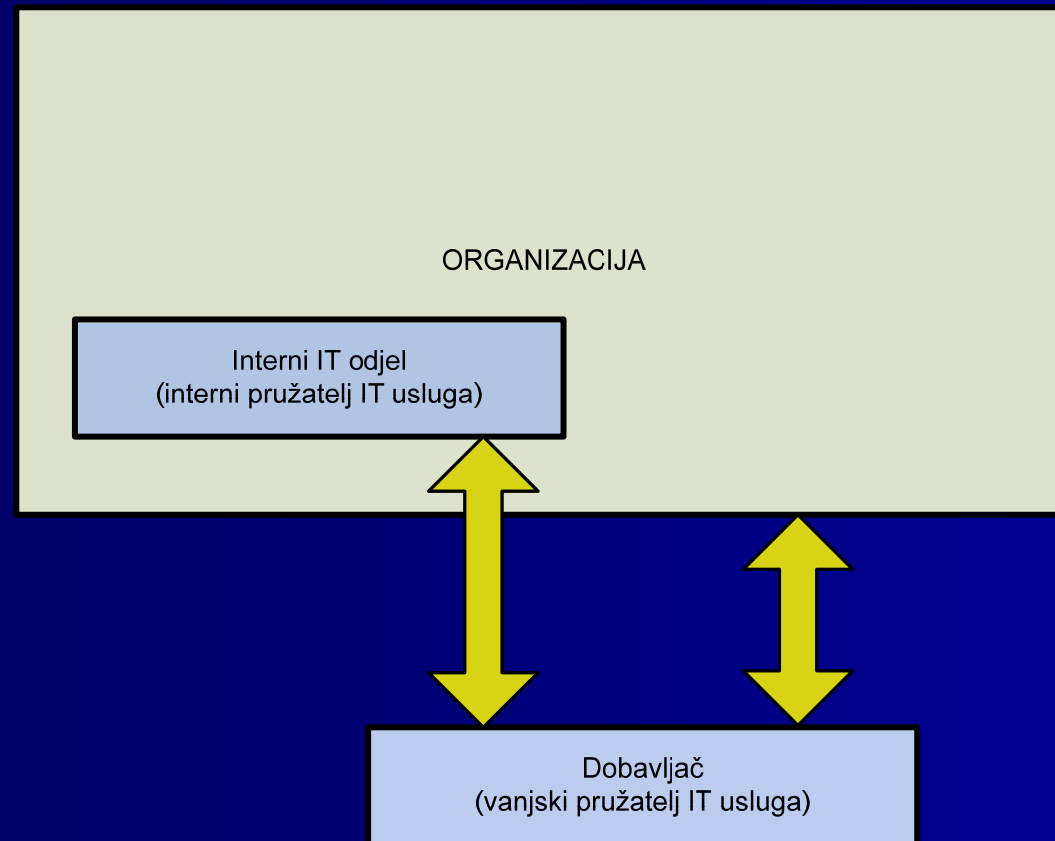 ORGANIZACIJA
Interni IT odjel
(interni pružatelj IT usluga)
Dobavljač
(vanjski pružatelj IT usluga)